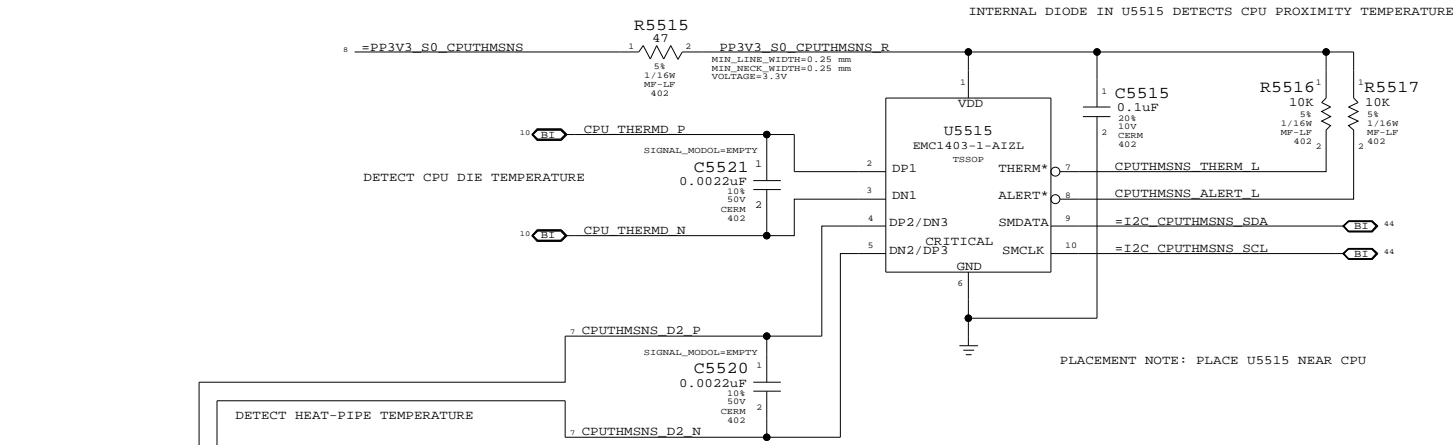 INTERNAL DIODE IN U5515 DETECTS CPU PROXIMITY TEMPERATURE
R5515
47
8 =PP3V3_S0_CPUTHMSNS 1 2 PP3V3_S0_CPUTHMSNS_R
5%
1/16W
MF-LF
402
MIN_LINE_WIDTH=0.25 mm
MIN_NECK_WIDTH=0.25 mm
VOLTAGE=3.3V
1
VDD
U5515
EMC1403-1-AIZL
TSSOP
CRITICAL
GND
6
2 DP1
3 DN1
4 DP2/DN3
5 DN2/DP3
THERM* 7 CPUTHMSNS_THERM_L
ALERT* 8 CPUTHMSNS_ALERT_L
SMDATA 9 =I2C_CPUTHMSNS_SDA BI 44
SMCLK 10 =I2C_CPUTHMSNS_SCL BI 44
1
C5515
0.1uF
20%
10V
CERM
402
2
R5516 1
10K
5%
1/16W
MF-LF
402 2
1 R5517
10K
5%
1/16W
MF-LF
2 402
10 BI CPU_THERMD_P
SIGNAL_MODOL=EMPTY
C5521 1
0.0022uF
10%
50V
CERM
402
2
DETECT CPU DIE TEMPERATURE
10 BI CPU_THERMD_N
7 CPUTHMSNS_D2_P
SIGNAL_MODOL=EMPTY
C5520 1
0.0022uF
10%
50V
CERM
402
2
DETECT HEAT-PIPE TEMPERATURE
7 CPUTHMSNS_D2_N
PLACEMENT NOTE: PLACE U5515 NEAR CPU